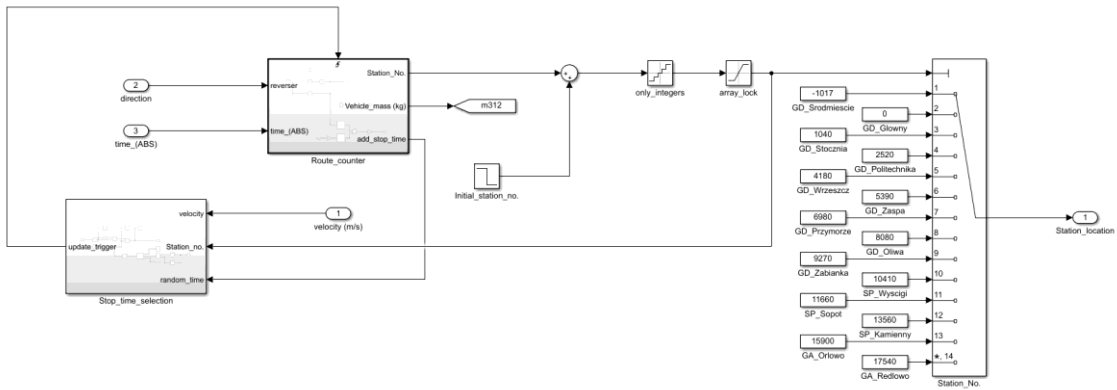 2
direction
3
time_(ABS)
reverser
time_(ABS)
Station_No.
Vehicle_mass (kg)
add_stop_time
Route_counter
m312
Initial_station_no.
only_integers
array_lock
velocity
Station_no.
random_time
update_trigger
Stop_time_selection
1
velocity (m/s)
-1017
GD_Srodmiescie
0
GD_Glowny
1040
GD_Stocznia
2520
GD_Politechnika
4180
GD_Wrzeszcz
5390
GD_Zaspa
6980
GD_Przymorze
8080
GD_Oliwa
9270
GD_Zabianka
10410
SP_Wyscigi
11660
SP_Sopot
13560
SP_Kamienny
15900
GA_Orlowo
17540
GA_Redlowo
1
2
3
4
5
6
7
8
9
10
11
12
13
*, 14
Station_No.
1
Station_location